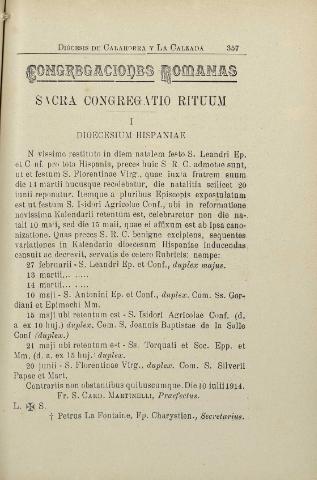 DIOCESIS DE CALAHORRA Y LA CALZADA 357
CONGREGACIONES ROMANAS
SACRA CONGREGATIO RITUUM
I
DIOECESIUM HISPANIAE
N vissimo restituto in diem natalem festo S. Leandri Ep.
et C nf. pro tota Hispania, preces huic S. R. C. admotae sunt,
ut et festum S. Florentinae Virg., quae iuxta fratrem suum
die 14 martii hucusque recolebatur, die natalitia scilicet 20
iunii reponatur. Itemque a pluribus Episcopis expostulatum
est ut festum S. Isidori Agricolae Conf., ubi in reformatione
novissima Kalendarii retentum est, celebraretur non die na-
tali 10 maii, sed die 15 maii, quae ei affixum est ab ipsa cano-
nizatione. Quas preces S. R. C. benigne excipiens, sequentes
variationes in Kalendario dioecesum Hispaniae inducendas
censuit ac decrevit, servatis de cetero Rubricis: nempe:
27 februarii - S. Leandri Ep. et Conf., duplex majus.
13 martii.... .....
14 martii.... .....
10 maji - S. Antonini Ep. et Conf., duplex. Com. Ss. Gor-
diani et Epimachi Mm.
15 maji ubi retentum est - S. Isidori Agricolae Conf. (d.
a ex 10 huj.) duplex. Com. S. Joannis Baptistae de la Salle
Conf (duplex.)
21 maji ubi retentum est - Ss. Torquati et Soc. Epp. et
Mm. (d. a. ex 15 huj.) duplex.
20 junii - S. Florentinae Virg., duplex. Com. S. Silverii
Papae et Mart.
Contrariis non obstantibus quibuscumque. Die 10 iulii 1914.
FR. S. CARD. MARTINELLI, Praefectus.
L. ✠ S.
† Petrus La Fontaine, Ep. Charystien., Secretarius.